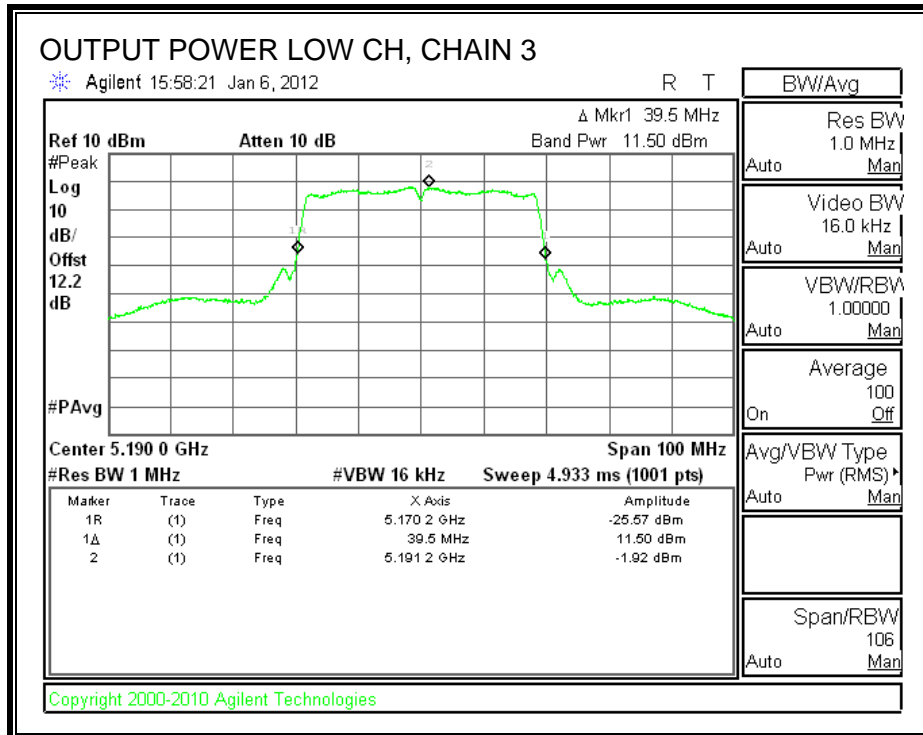 OUTPUT POWER LOW CH, CHAIN 3
Agilent 15:58:21 Jan 6, 2012 R T
Δ Mkr1 39.5 MHz
Ref 10 dBm Atten 10 dB Band Pwr 11.50 dBm
#Peak
Log
10
dB/
Offst
12.2
dB
#PAvg
2
1R
Center 5.190 0 GHz Span 100 MHz
#Res BW 1 MHz #VBW 16 kHz Sweep 4.933 ms (1001 pts)
Marker Trace Type X Axis Amplitude
1R (1) Freq 5.170 2 GHz -25.57 dBm
1Δ (1) Freq 39.5 MHz 11.50 dBm
2 (1) Freq 5.191 2 GHz -1.92 dBm
BW/Avg
Res BW
1.0 MHz
Auto Man
Video BW
16.0 kHz
Auto Man
VBW/RBW
1.00000
Auto Man
Average
100
On Off
Avg/VBW Type
Pwr (RMS)
Auto Man
Span/RBW
106
Auto Man
Copyright 2000-2010 Agilent Technologies